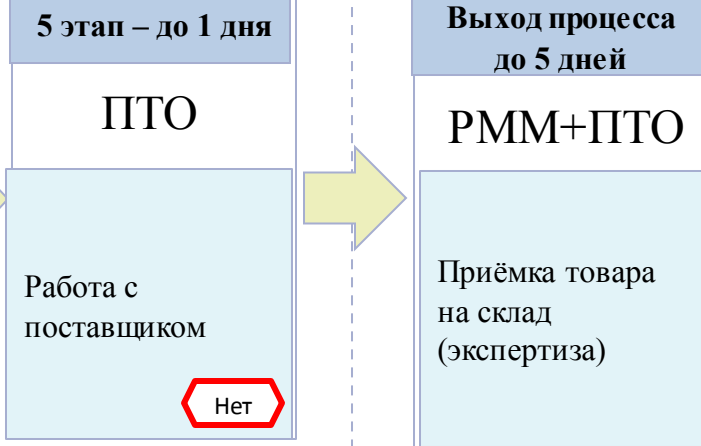 5 этап – до 1 дня
ПТО
Работа с
поставщиком
Нет
Выход процесса
до 5 дней
РММ+ПТО
Приёмка товара
на склад
(экспертиза)